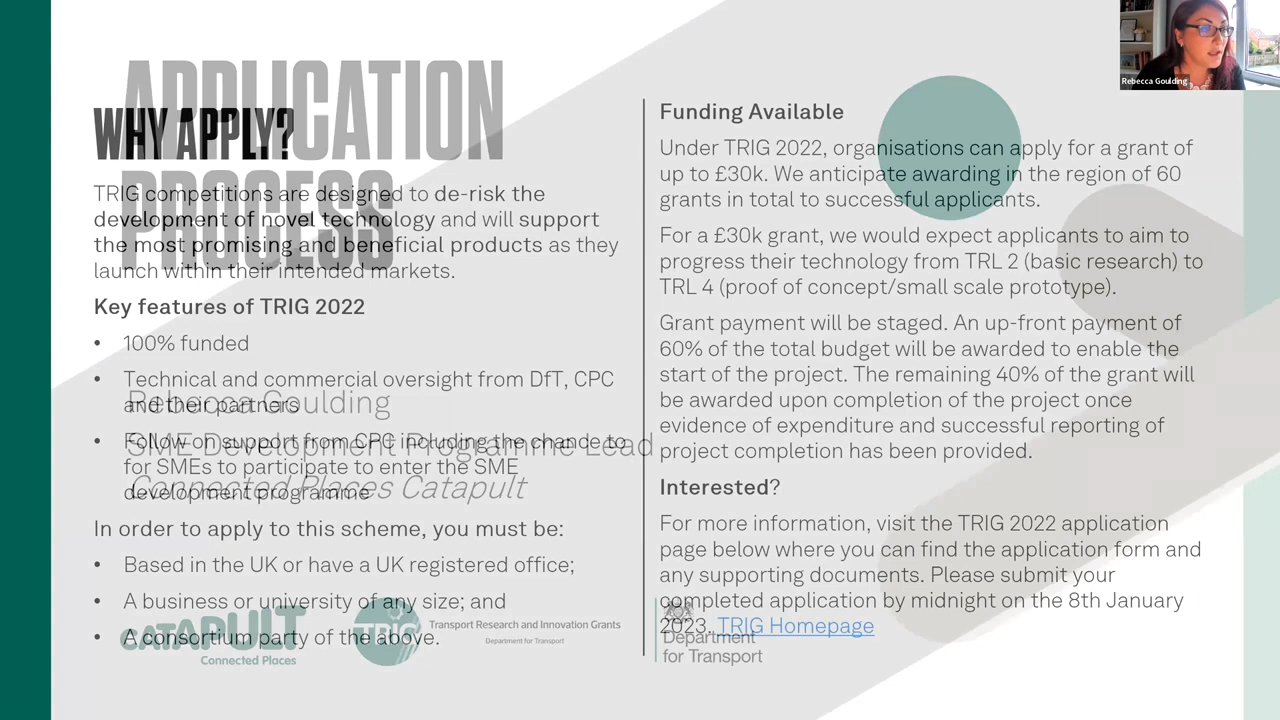 APPLICATION
PROCESS
Rebecca Goulding
SME Development Programme Lead
Connected Places Catapult
CATAPULT
Connected Places
TRIG
Transport Research and Innovation Grants
Department for Transport
Department
for Transport
WHY APPLY?
TRIG competitions are designed to de-risk the
development of novel technology and will support
the most promising and beneficial products as they
launch within their intended markets.
Key features of TRIG 2022
• 100% funded
• Technical and commercial oversight from DfT, CPC
and their partners
• Follow on support from CPC including the chance to
for SMEs to participate to enter the SME
development programme
In order to apply to this scheme, you must be:
• Based in the UK or have a UK registered office;
• A business or university of any size; and
• A consortium party of the above.
Funding Available
Under TRIG 2022, organisations can apply for a grant of
up to £30k. We anticipate awarding in the region of 60
grants in total to successful applicants.
For a £30k grant, we would expect applicants to aim to
progress their technology from TRL 2 (basic research) to
TRL 4 (proof of concept/small scale prototype).
Grant payment will be staged. An up-front payment of
60% of the total budget will be awarded to enable the
start of the project. The remaining 40% of the grant will
be awarded upon completion of the project once
evidence of expenditure and successful reporting of
project completion has been provided.
Interested?
For more information, visit the TRIG 2022 application
page below where you can find the application form and
any supporting documents. Please submit your
completed application by midnight on the 8th January
2023. TRIG Homepage
Rebecca Goulding